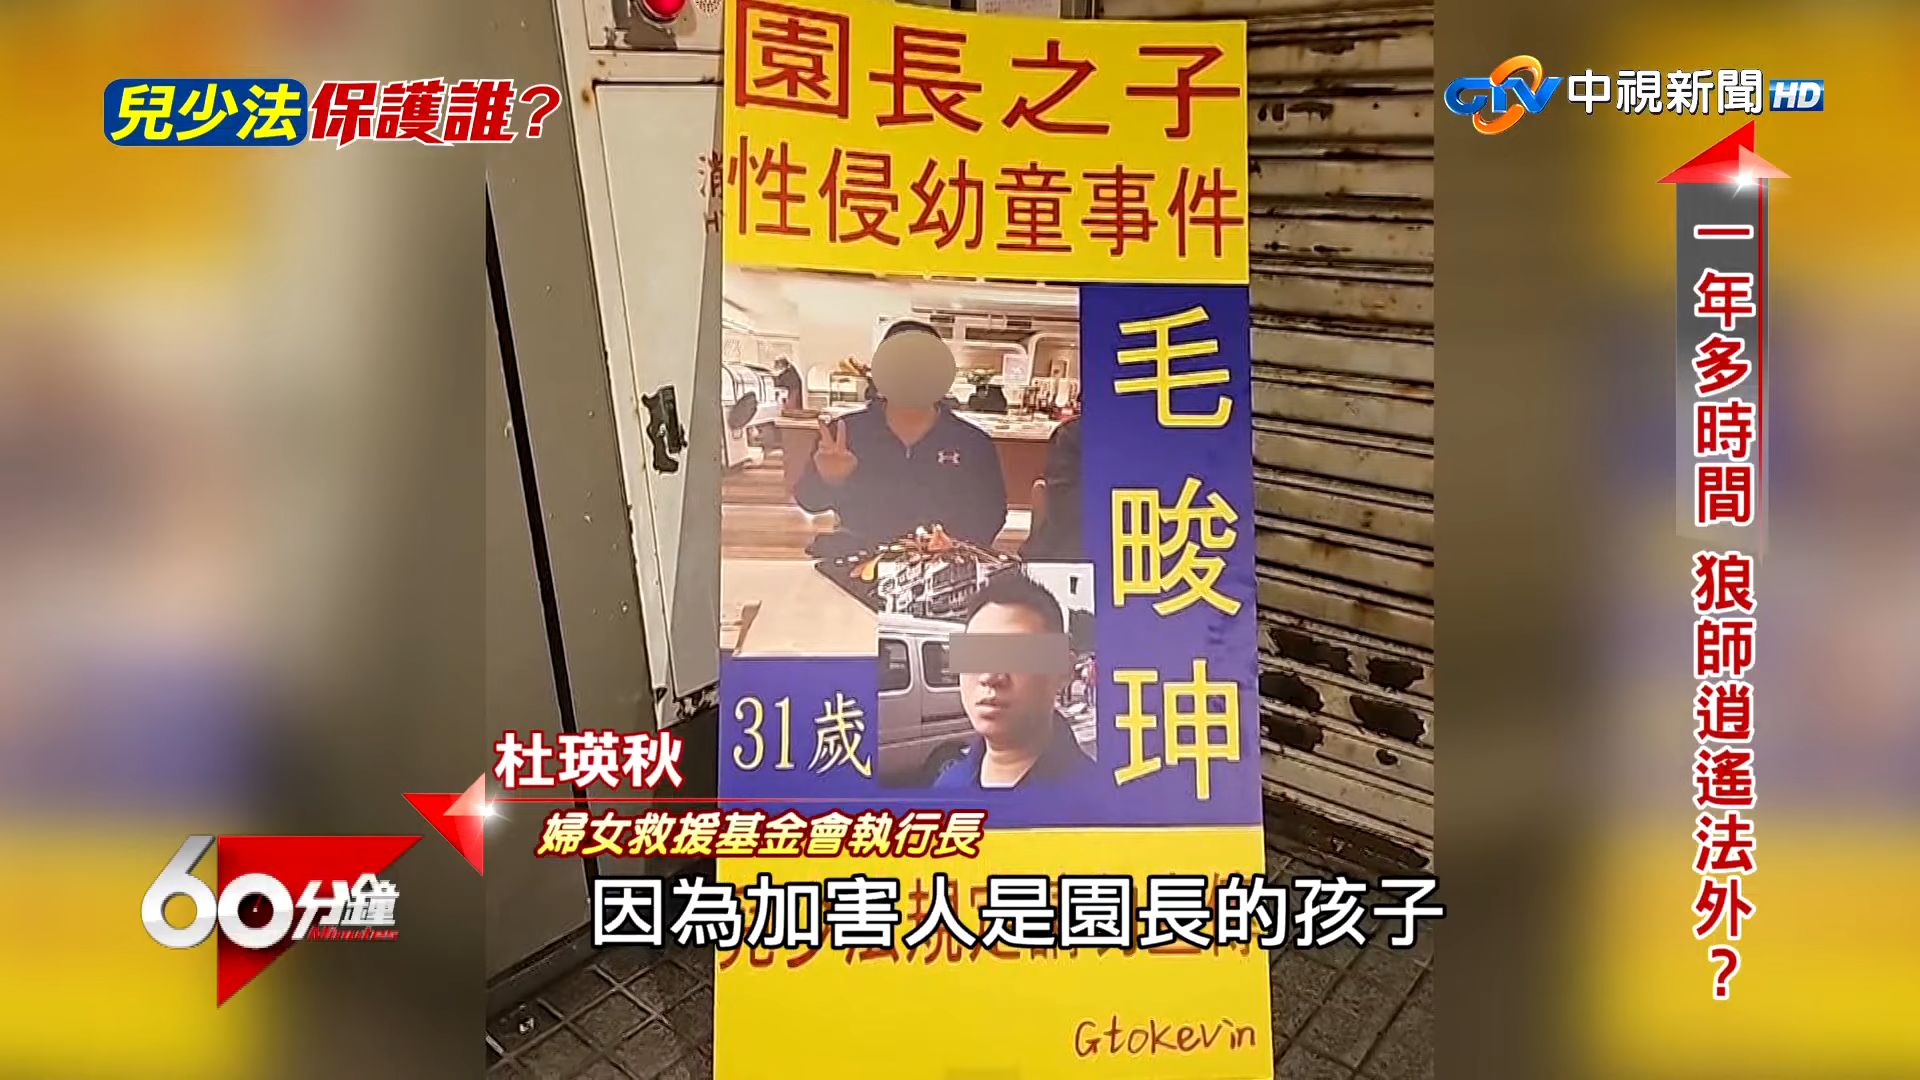 兒少法保護誰?
CTV 中視新聞 HD
一年多時間 狼師逍遙法外?
園長之子
性侵幼童事件
毛畯珅
31歲
杜瑛秋
婦女救援基金會執行長
因為加害人是園長的孩子
60分鐘
Minutes
Gtokevin